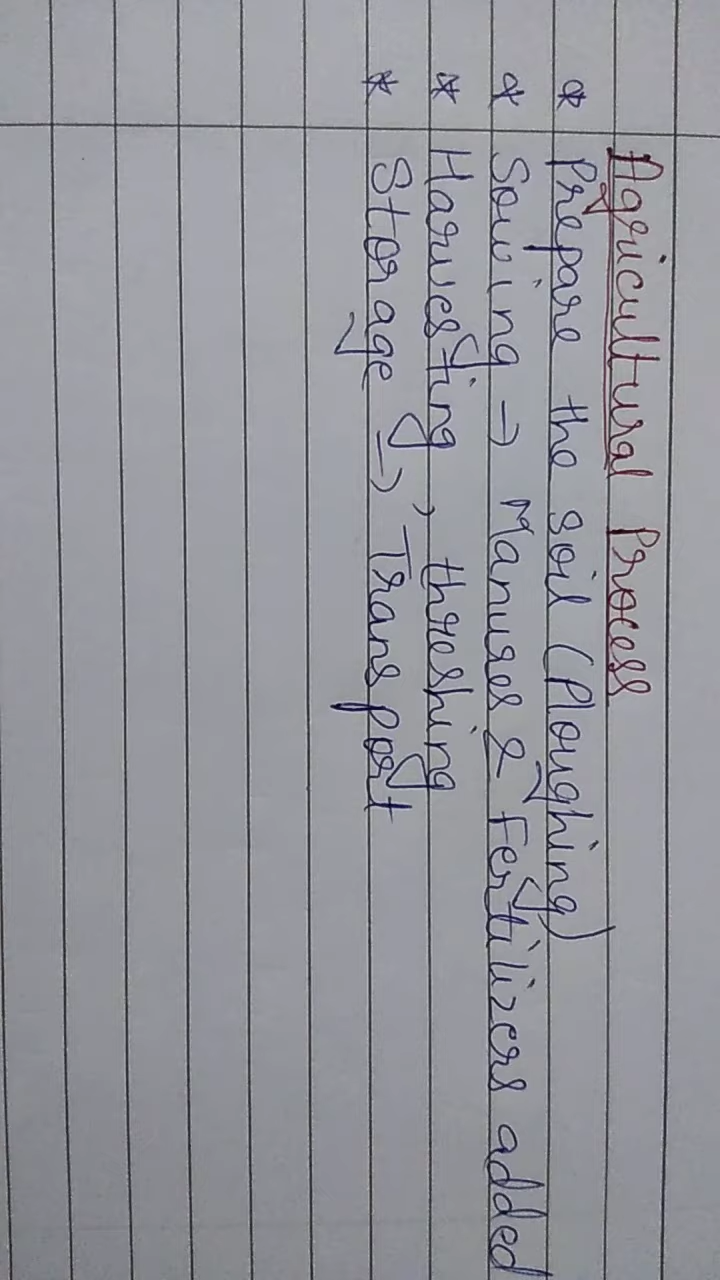 Agricultural Process
* Prepare the soil (Ploughing)
* Sowing → Manures & Fertilizers added
* Harvesting, threshing
* Storage → Transport